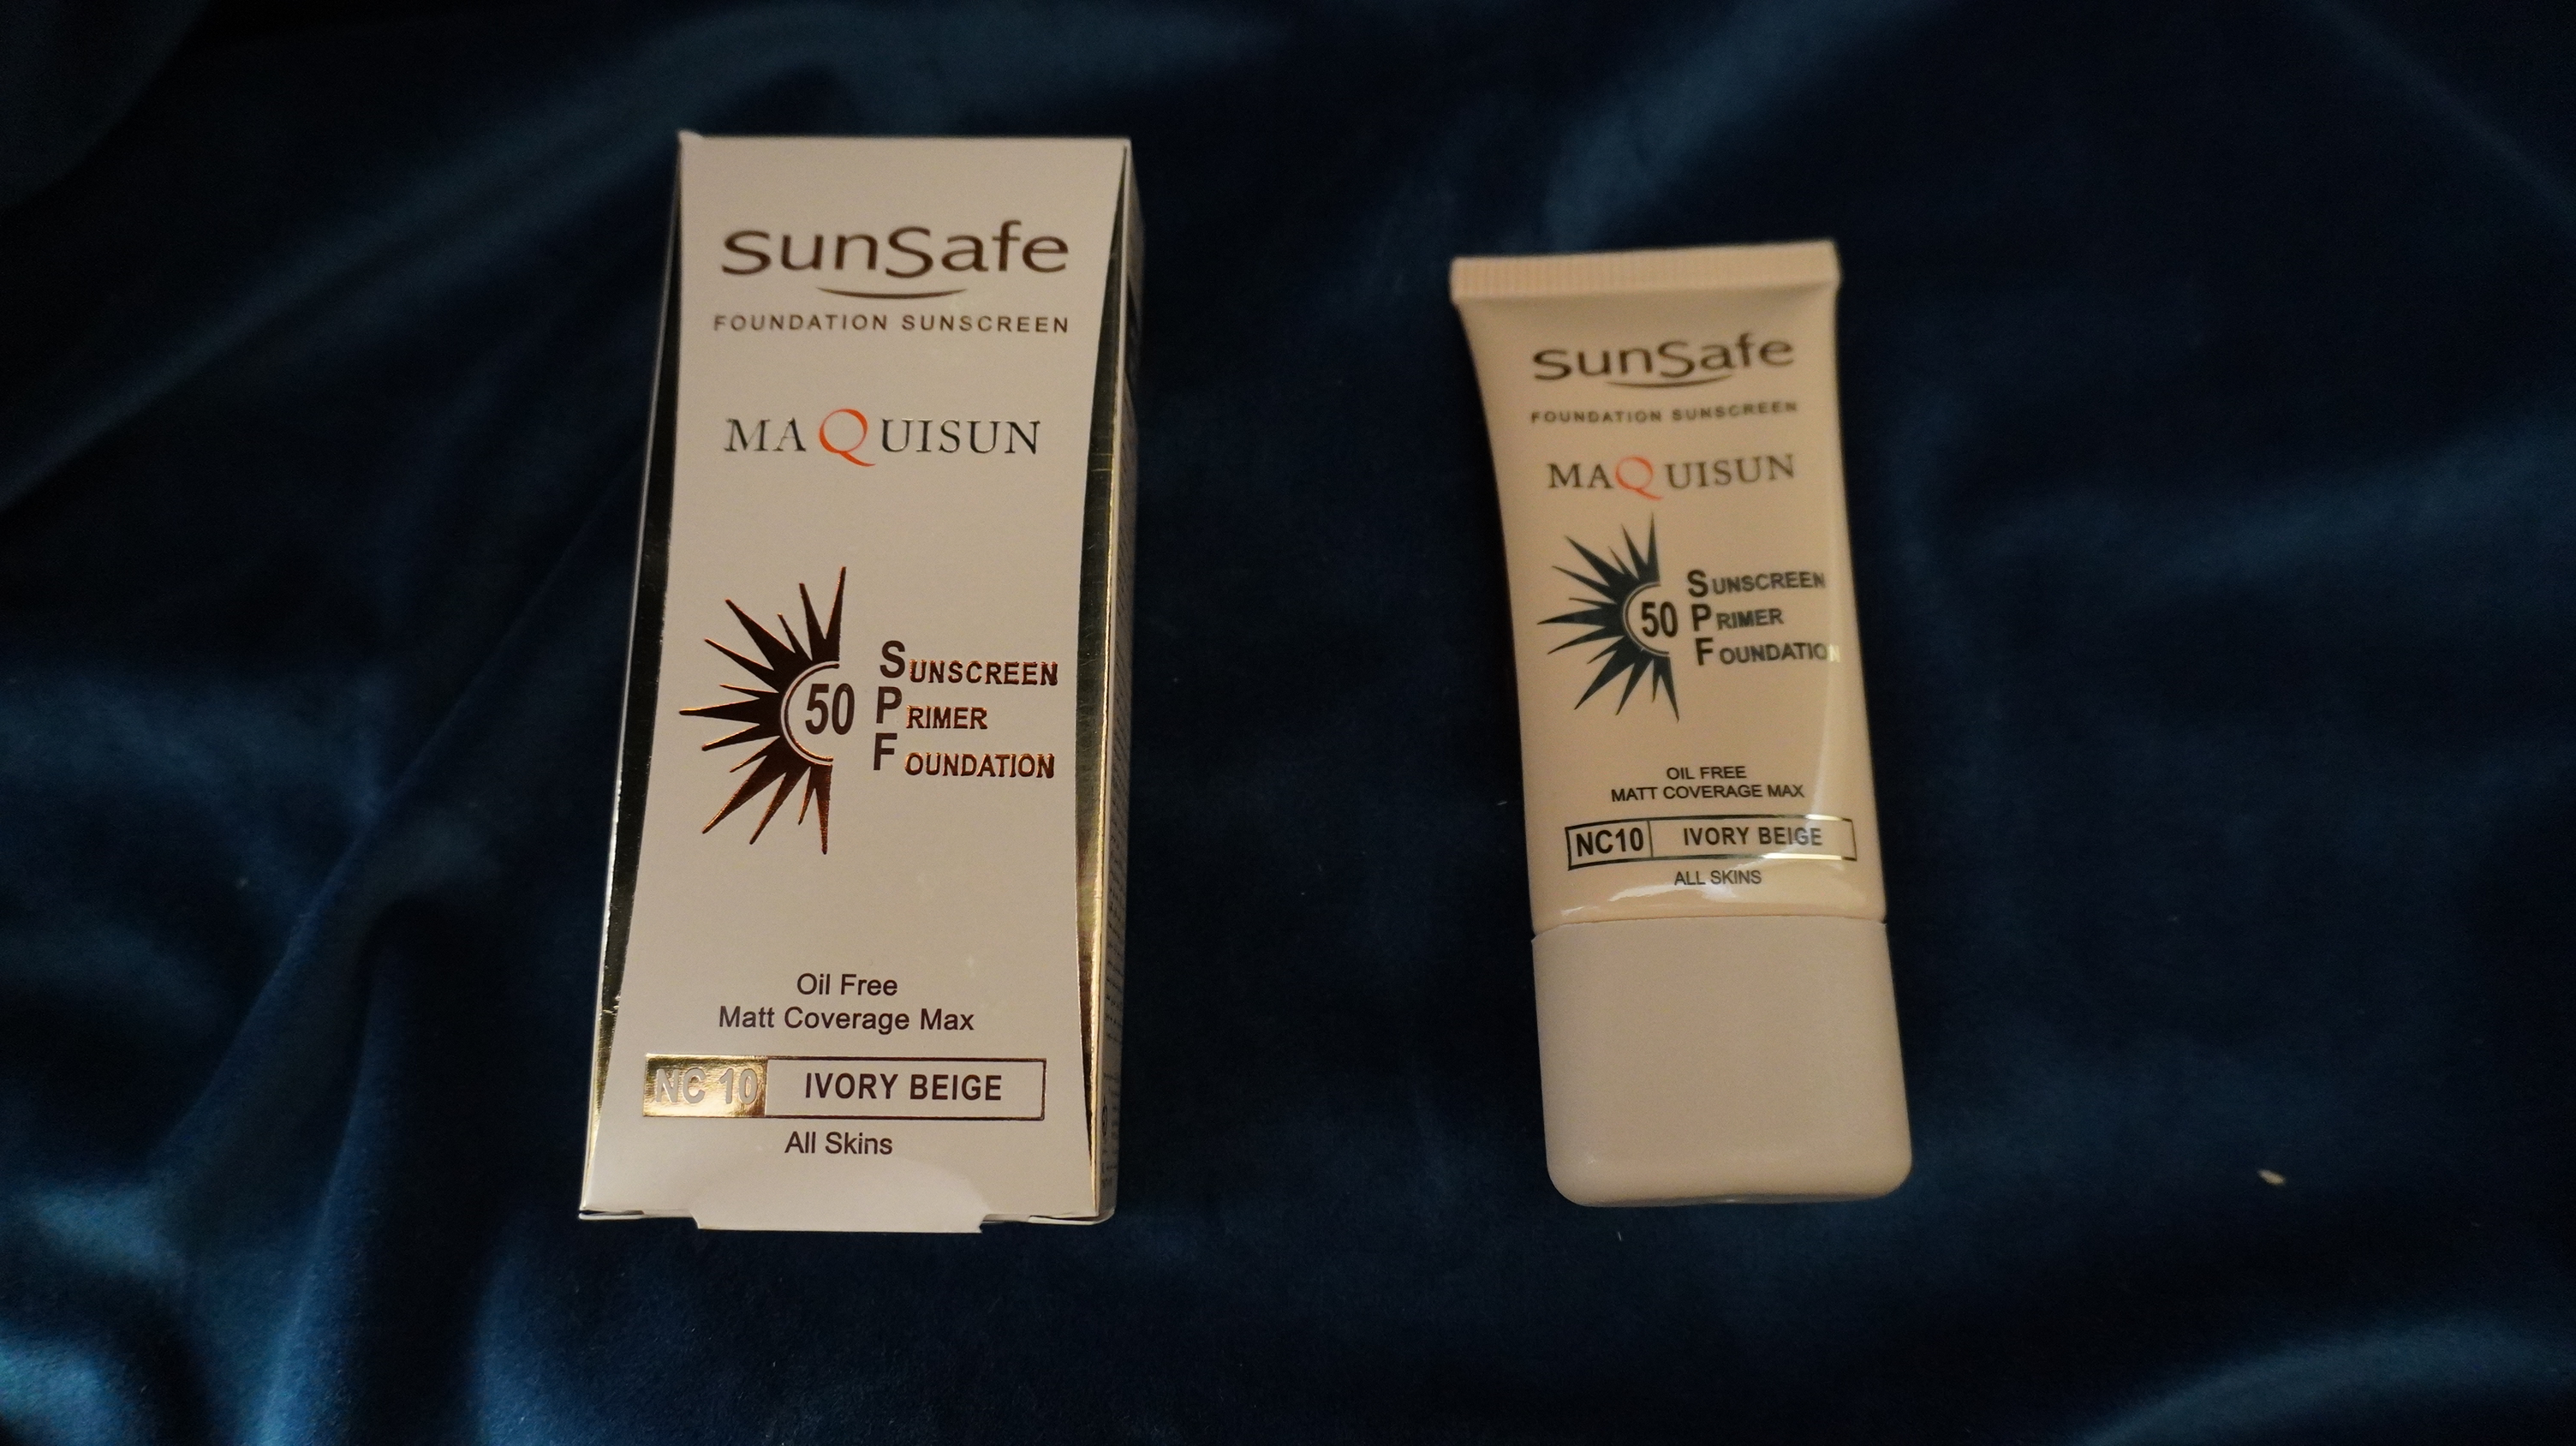 sunSafe
FOUNDATION SUNSCREEN
MAQUISUN
50
SUNSCREEN
PRIMER
FOUNDATION
Oil Free
Matt Coverage Max
NC 10 IVORY BEIGE
All Skins
sunSafe
FOUNDATION SUNSCREEN
MAQUISUN
50
SUNSCREEN
PRIMER
FOUNDATION
OIL FREE
MATT COVERAGE MAX
NC10 IVORY BEIGE
ALL SKINS